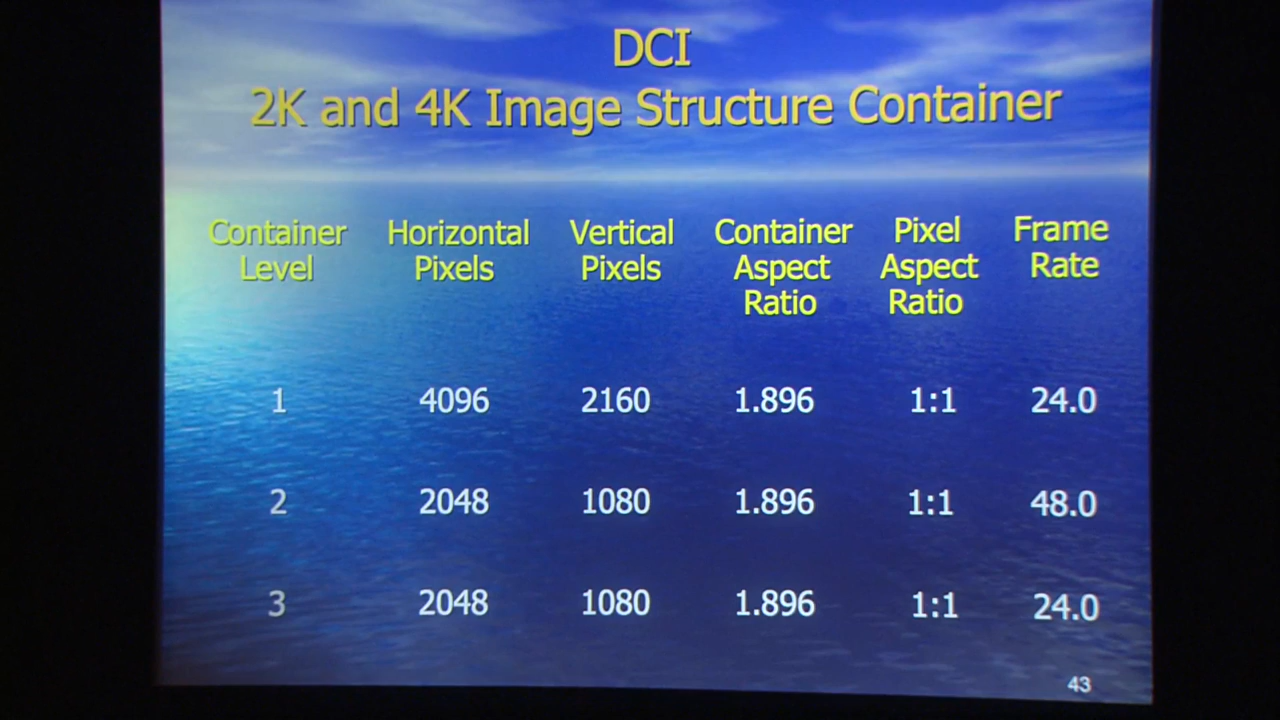 DCI
2K and 4K Image Structure Container
Container Level Horizontal Pixels Vertical Pixels Container Aspect Ratio Pixel Aspect Ratio Frame Rate
1 4096 2160 1.896 1:1 24.0
2 2048 1080 1.896 1:1 48.0
3 2048 1080 1.896 1:1 24.0
43